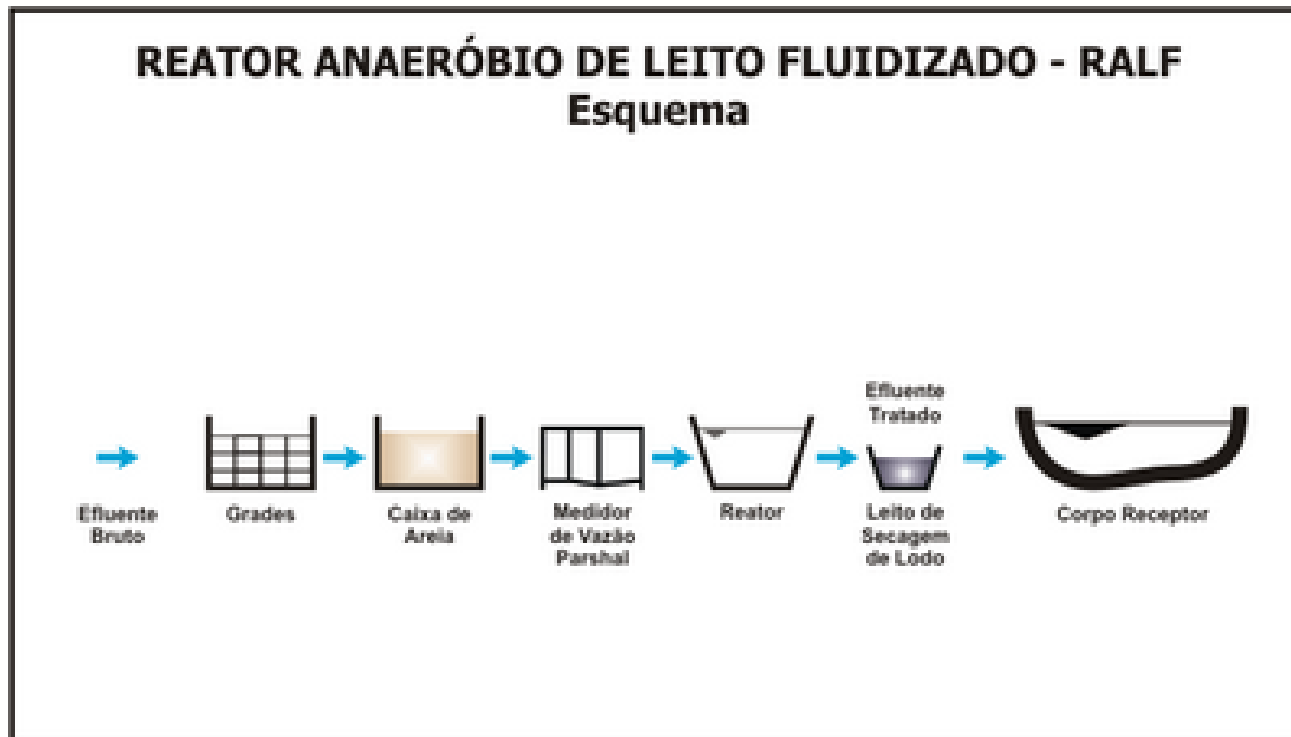 REATOR ANAERÓBIO DE LEITO FLUIDIZADO - RALF
Esquema
Efluente
Bruto
Grades
Caixa de
Areia
Medidor
de Vazão
Parshal
Reator
Efluente
Tratado
Leito de
Secagem
de Lodo
Corpo Receptor